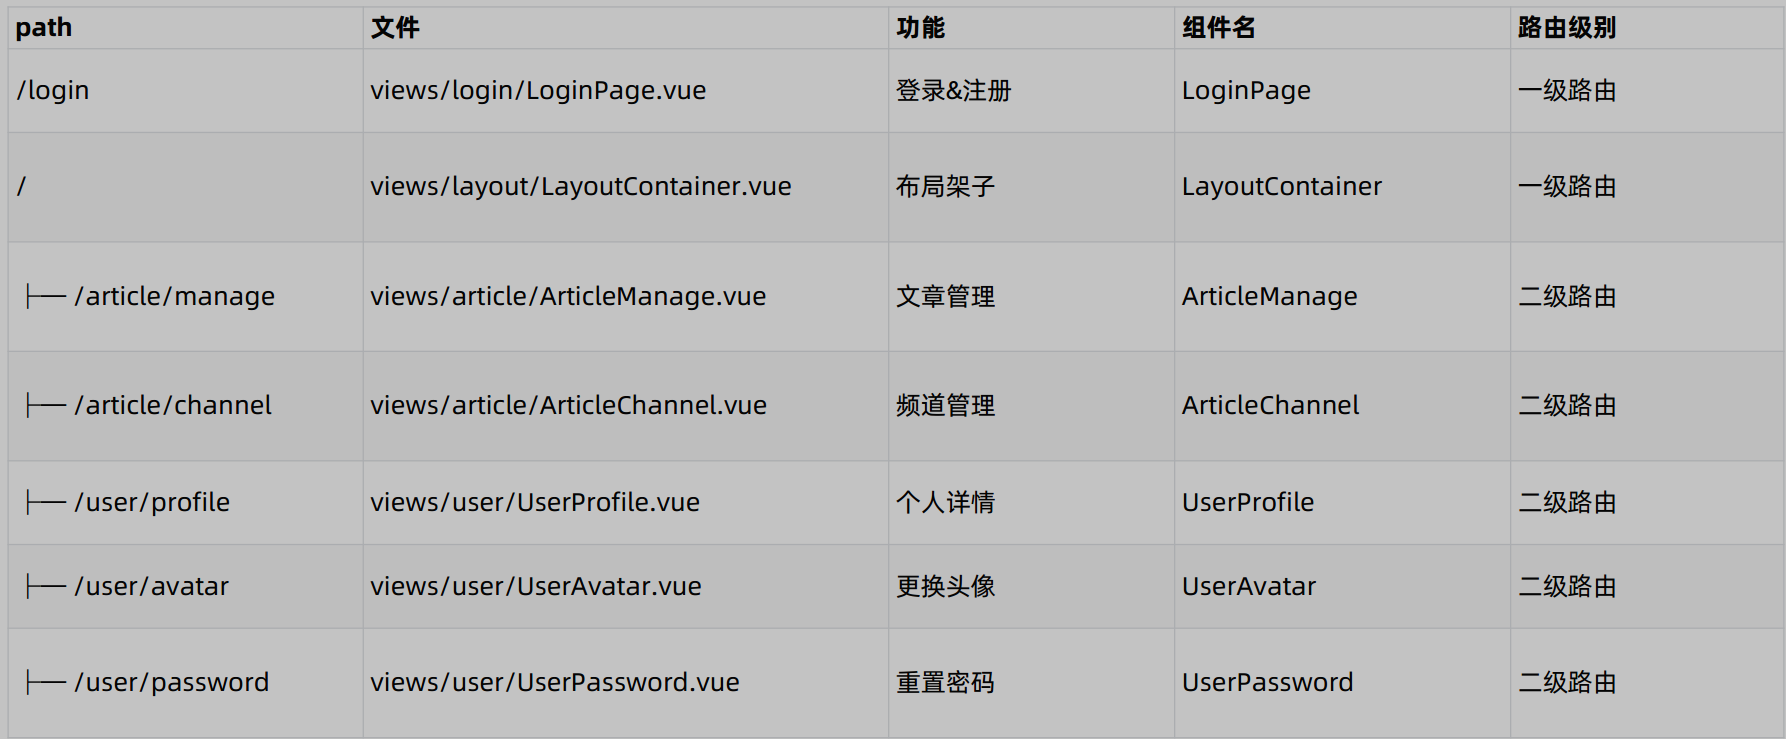 path 文件 功能 组件名 路由级别
/login views/login/LoginPage.vue 登录&注册 LoginPage 一级路由
/ views/layout/LayoutContainer.vue 布局架子 LayoutContainer 一级路由
├─ /article/manage views/article/ArticleManage.vue 文章管理 ArticleManage 二级路由
├─ /article/channel views/article/ArticleChannel.vue 频道管理 ArticleChannel 二级路由
├─ /user/profile views/user/UserProfile.vue 个人详情 UserProfile 二级路由
├─ /user/avatar views/user/UserAvatar.vue 更换头像 UserAvatar 二级路由
├─ /user/password views/user/UserPassword.vue 重置密码 UserPassword 二级路由